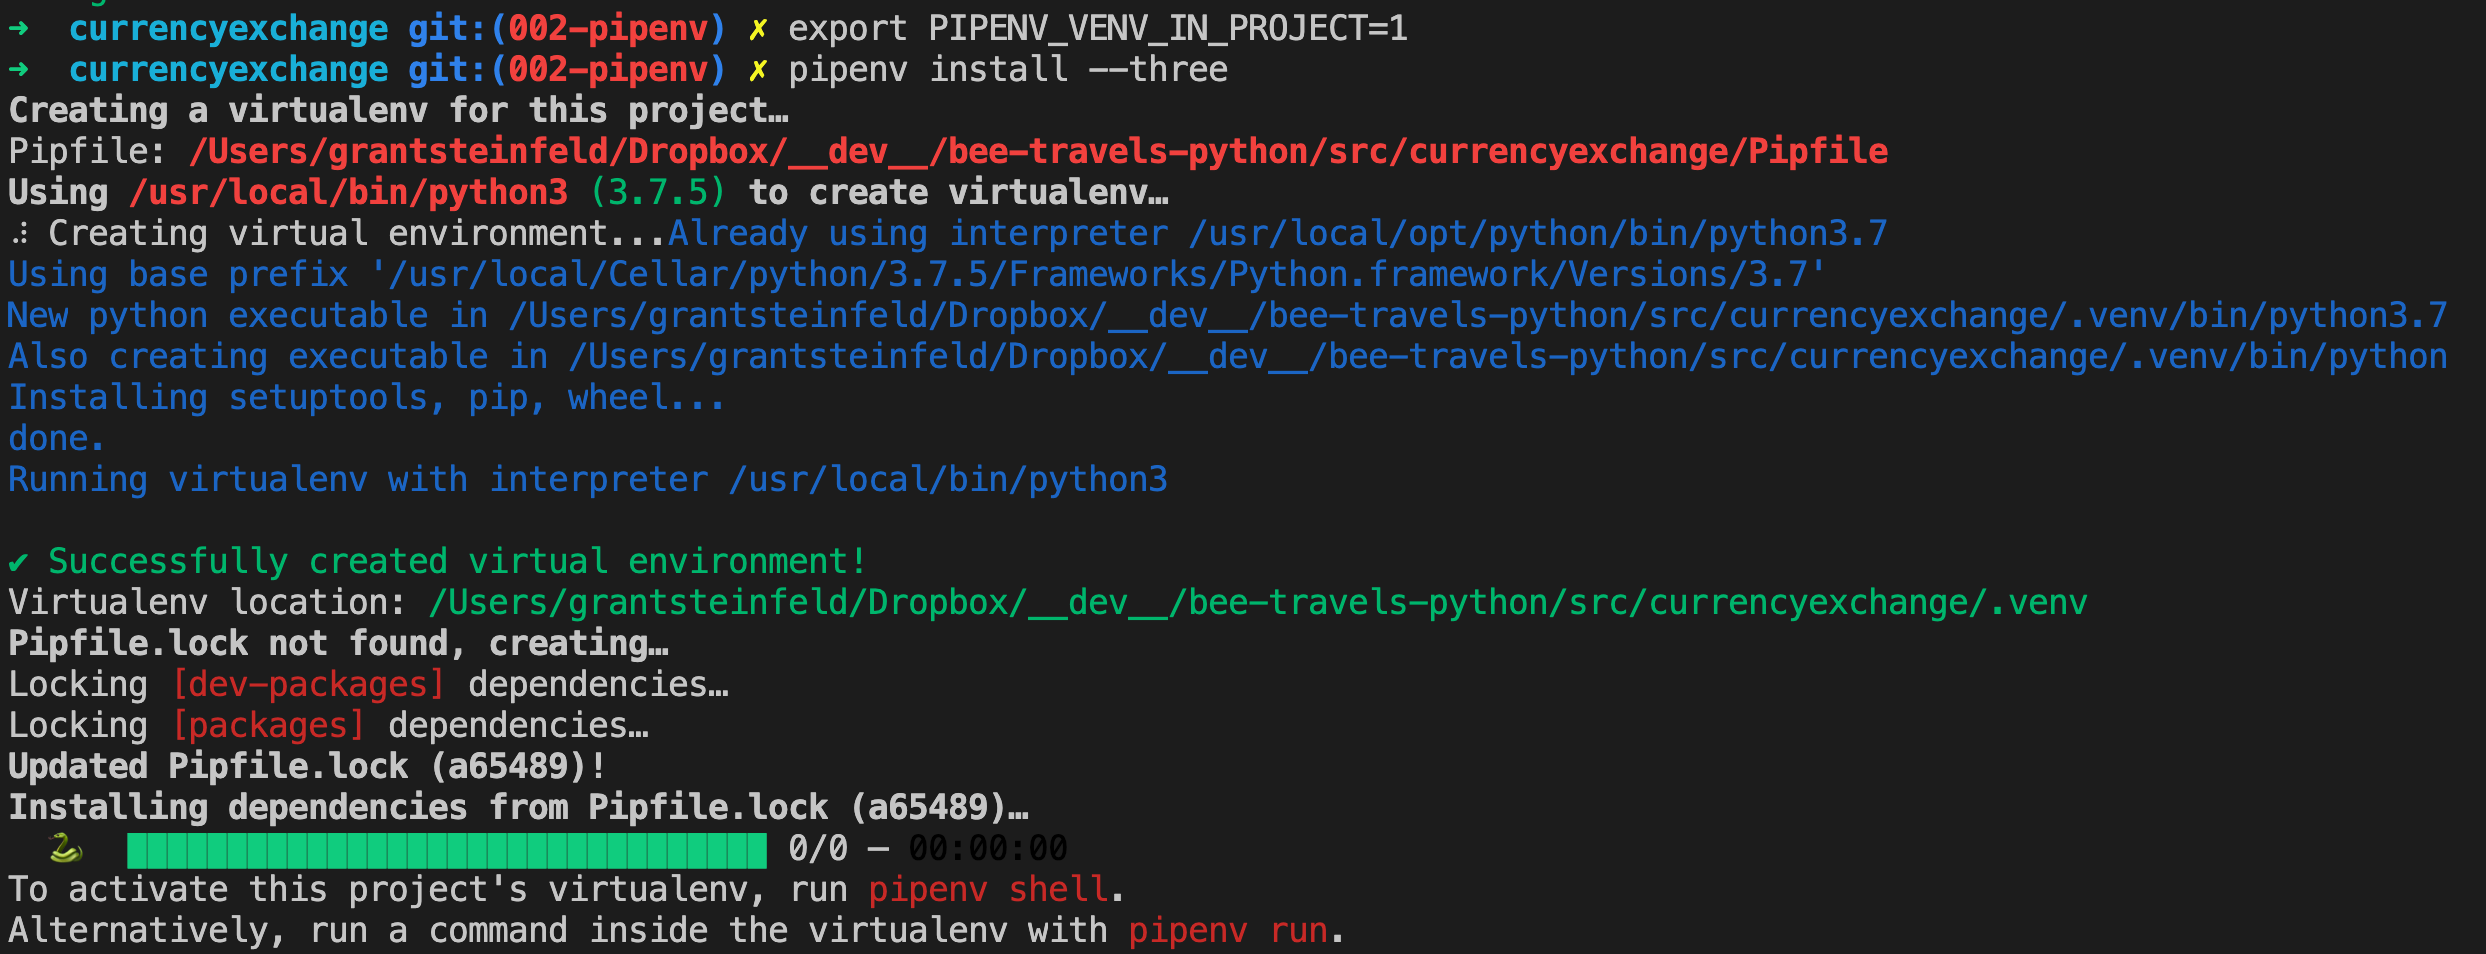 ➜  currencyexchange git:(002-pipenv) ✗ export PIPENV_VENV_IN_PROJECT=1
➜  currencyexchange git:(002-pipenv) ✗ pipenv install --three
Creating a virtualenv for this project…
Pipfile: /Users/grantsteinfeld/Dropbox/__dev__/bee-travels-python/src/currencyexchange/Pipfile
Using /usr/local/bin/python3 (3.7.5) to create virtualenv…
⠼ Creating virtual environment...Already using interpreter /usr/local/opt/python/bin/python3.7
Using base prefix '/usr/local/Cellar/python/3.7.5/Frameworks/Python.framework/Versions/3.7'
New python executable in /Users/grantsteinfeld/Dropbox/__dev__/bee-travels-python/src/currencyexchange/.venv/bin/python3.7
Also creating executable in /Users/grantsteinfeld/Dropbox/__dev__/bee-travels-python/src/currencyexchange/.venv/bin/python
Installing setuptools, pip, wheel...
done.
Running virtualenv with interpreter /usr/local/bin/python3
✔ Successfully created virtual environment!
Virtualenv location: /Users/grantsteinfeld/Dropbox/__dev__/bee-travels-python/src/currencyexchange/.venv
Pipfile.lock not found, creating…
Locking [dev-packages] dependencies…
Locking [packages] dependencies…
Updated Pipfile.lock (a65489)!
Installing dependencies from Pipfile.lock (a65489)…
0/0 — 00:00:00
To activate this project's virtualenv, run pipenv shell.
Alternatively, run a command inside the virtualenv with pipenv run.